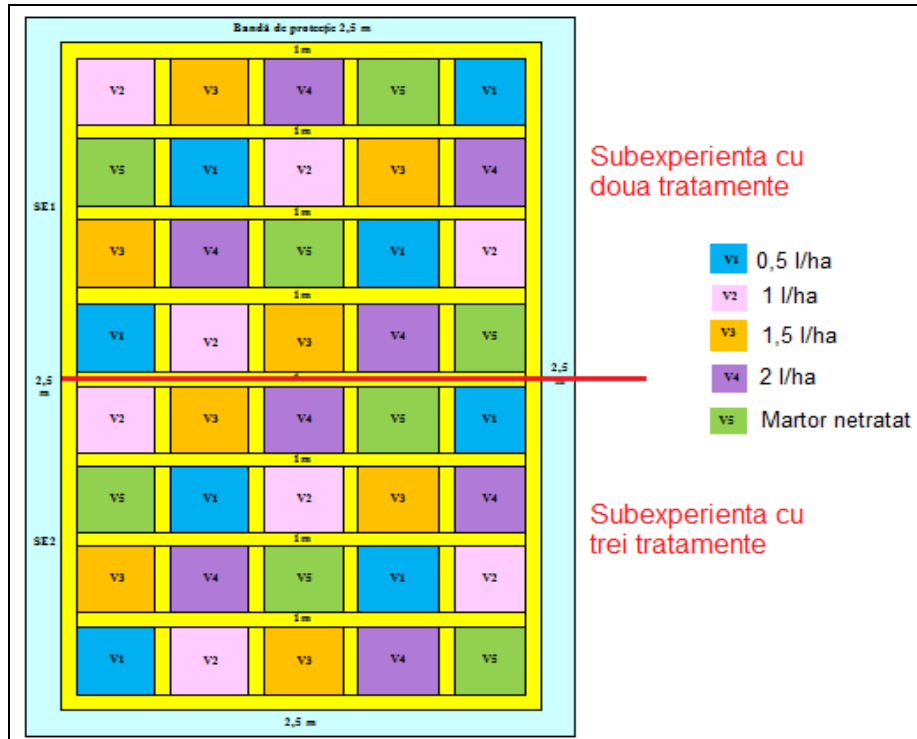 Bandă de protecţie 2,5 m
1 m
V2 V3 V4 V5 V1
1 m
V5 V1 V2 V3 V4
SE1
1 m
V3 V4 V5 V1 V2
1 m
V1 V2 V3 V4 V5
2,5
m
2,5
m
V2 V3 V4 V5 V1
1 m
V5 V1 V2 V3 V4
SE2
1 m
V3 V4 V5 V1 V2
1 m
V1 V2 V3 V4 V5
2,5 m
Subexperienta cu
doua tratamente
V1 0,5 l/ha
V2 1 l/ha
V3 1,5 l/ha
V4 2 l/ha
V5 Martor netratat
Subexperienta cu
trei tratamente